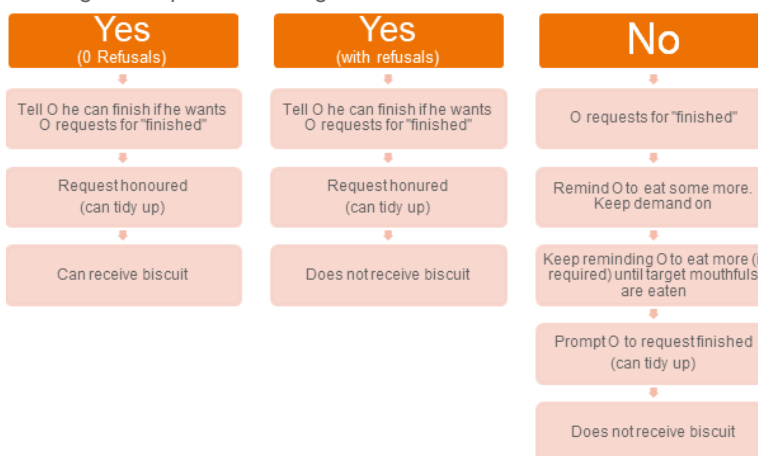 Yes
(0 Refusals)
Tell O he can finish if he wants
O requests for "finished"
Request honoured
(can tidy up)
Can receive biscuit
Yes
(with refusals)
Tell O he can finish if he wants
O requests for "finished"
Request honured
(can tidy up)
Does not receive biscuit
No
O requests for "finished"
Remind O to eat some more.
Keep demand on
Keep reminding O to eat more (i
required) until target mouthfuls
are eaten
Prompt O to request finished
(can tidy up)
Does not receive biscuit